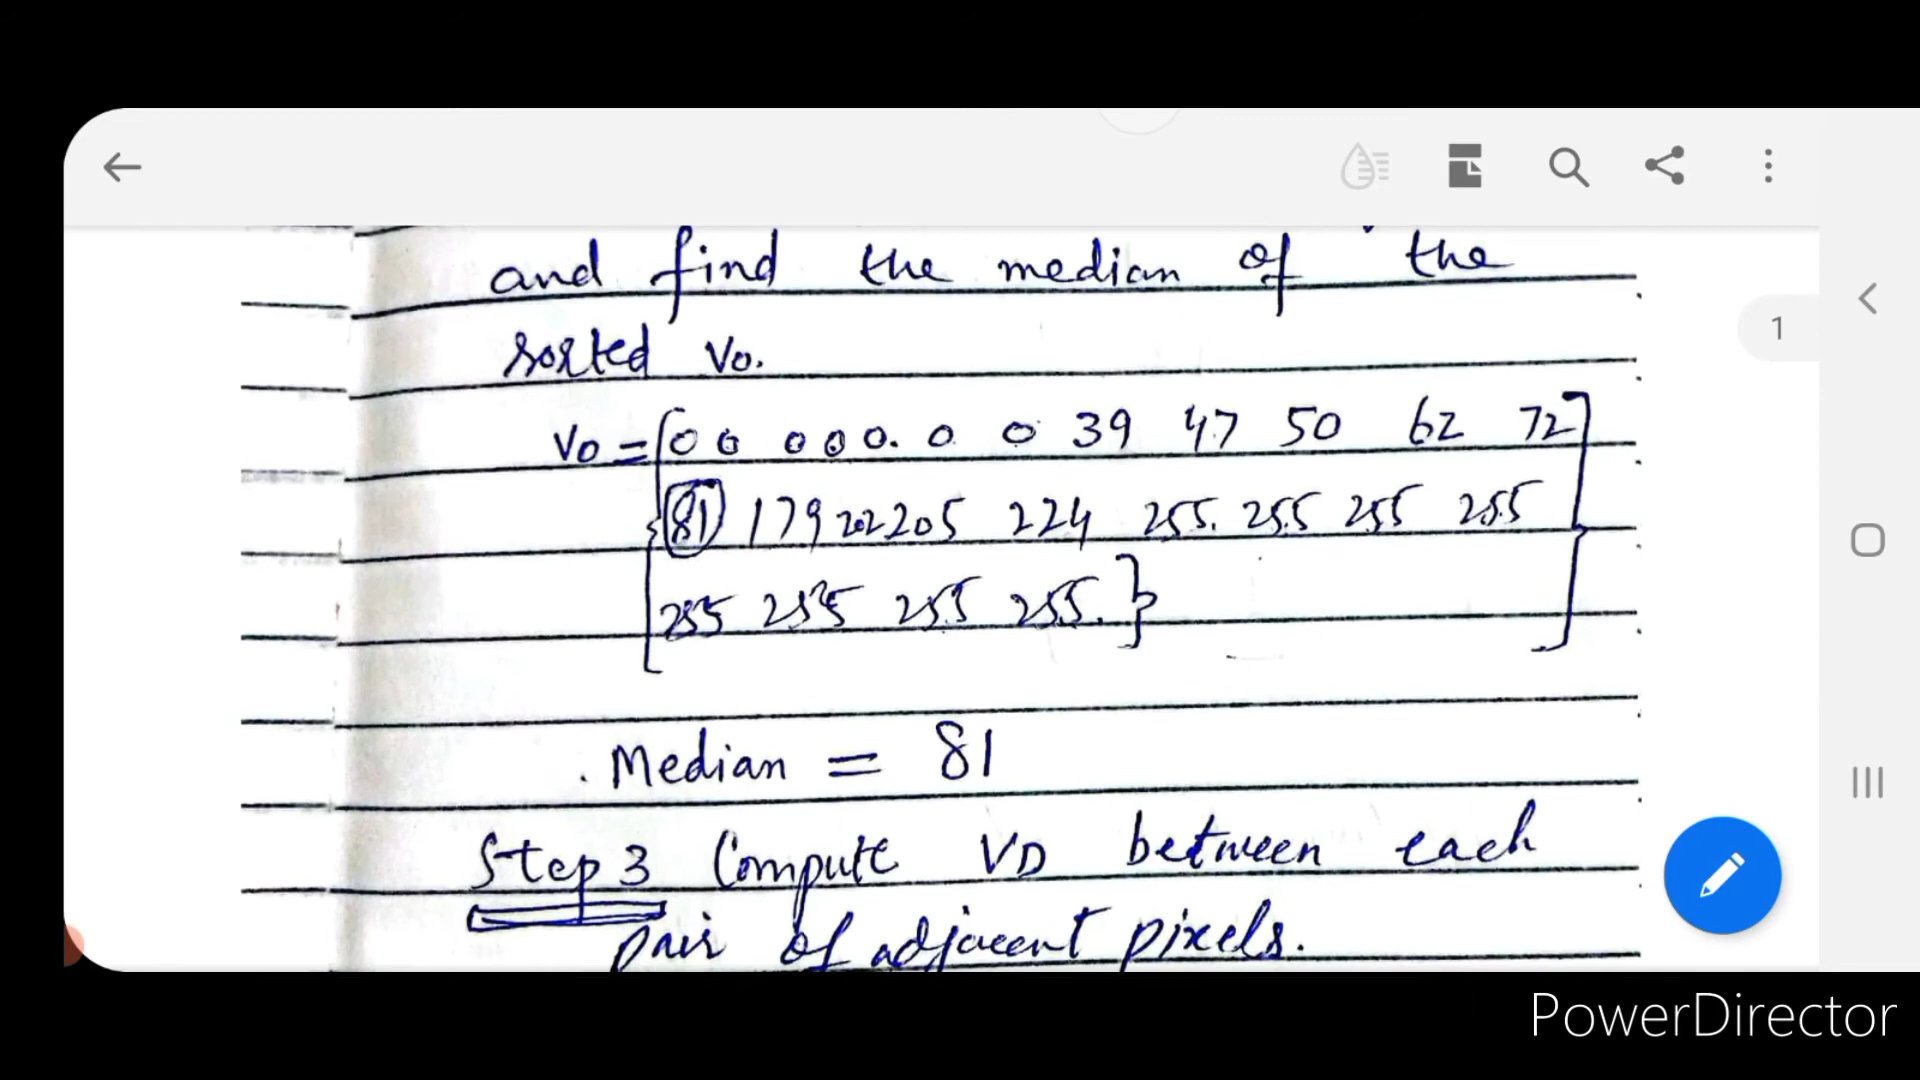 1
and find the median of the
sorted Vo.
Vo = 0 0 0 0 0. 0 0 39 47 50 62 72
81 179 202 205 224 255. 255 255 255
255 255 255 255. }
Median = 81
Step 3 Compute VD between each
pair of adjacent pixels.
PowerDirector